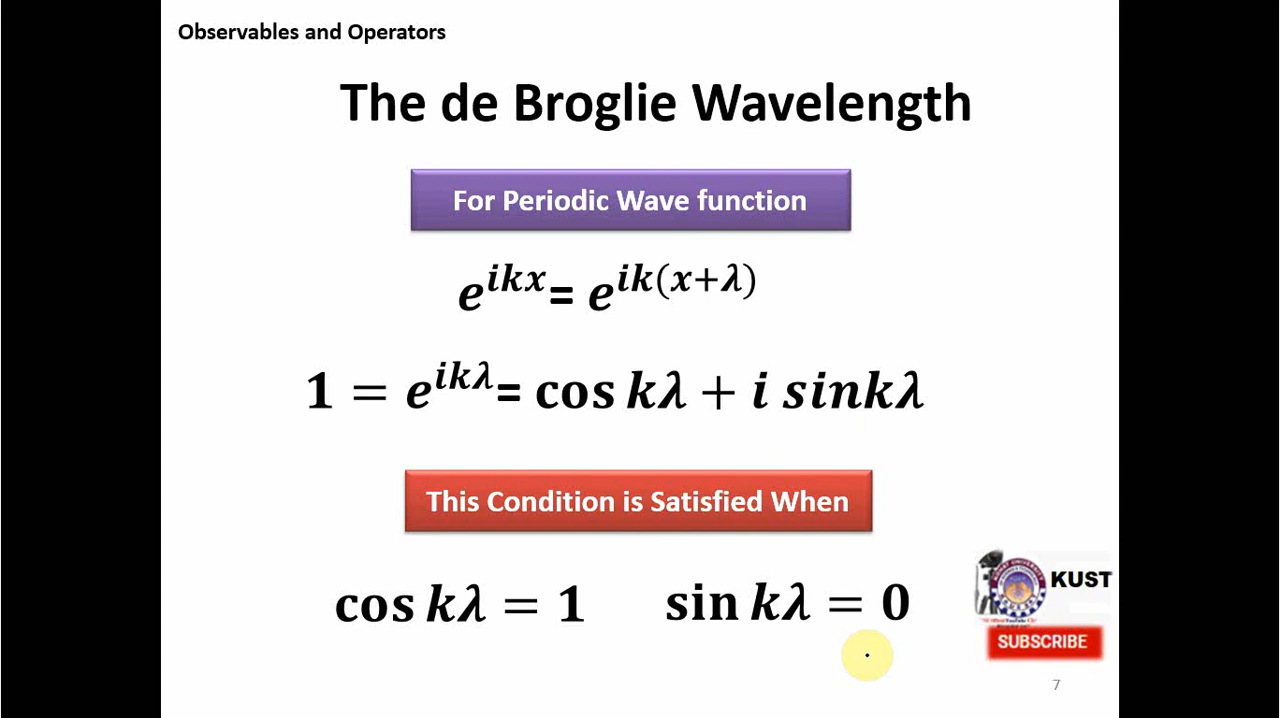 Observables and Operators
The de Broglie Wavelength
For Periodic Wave function
e^{ikx}= e^{ik(x+λ)}
1 = e^{ikλ}= cos kλ + i sinkλ
This Condition is Satisfied When
cos kλ = 1 sin kλ = 0
KUST
SUBSCRIBE
7